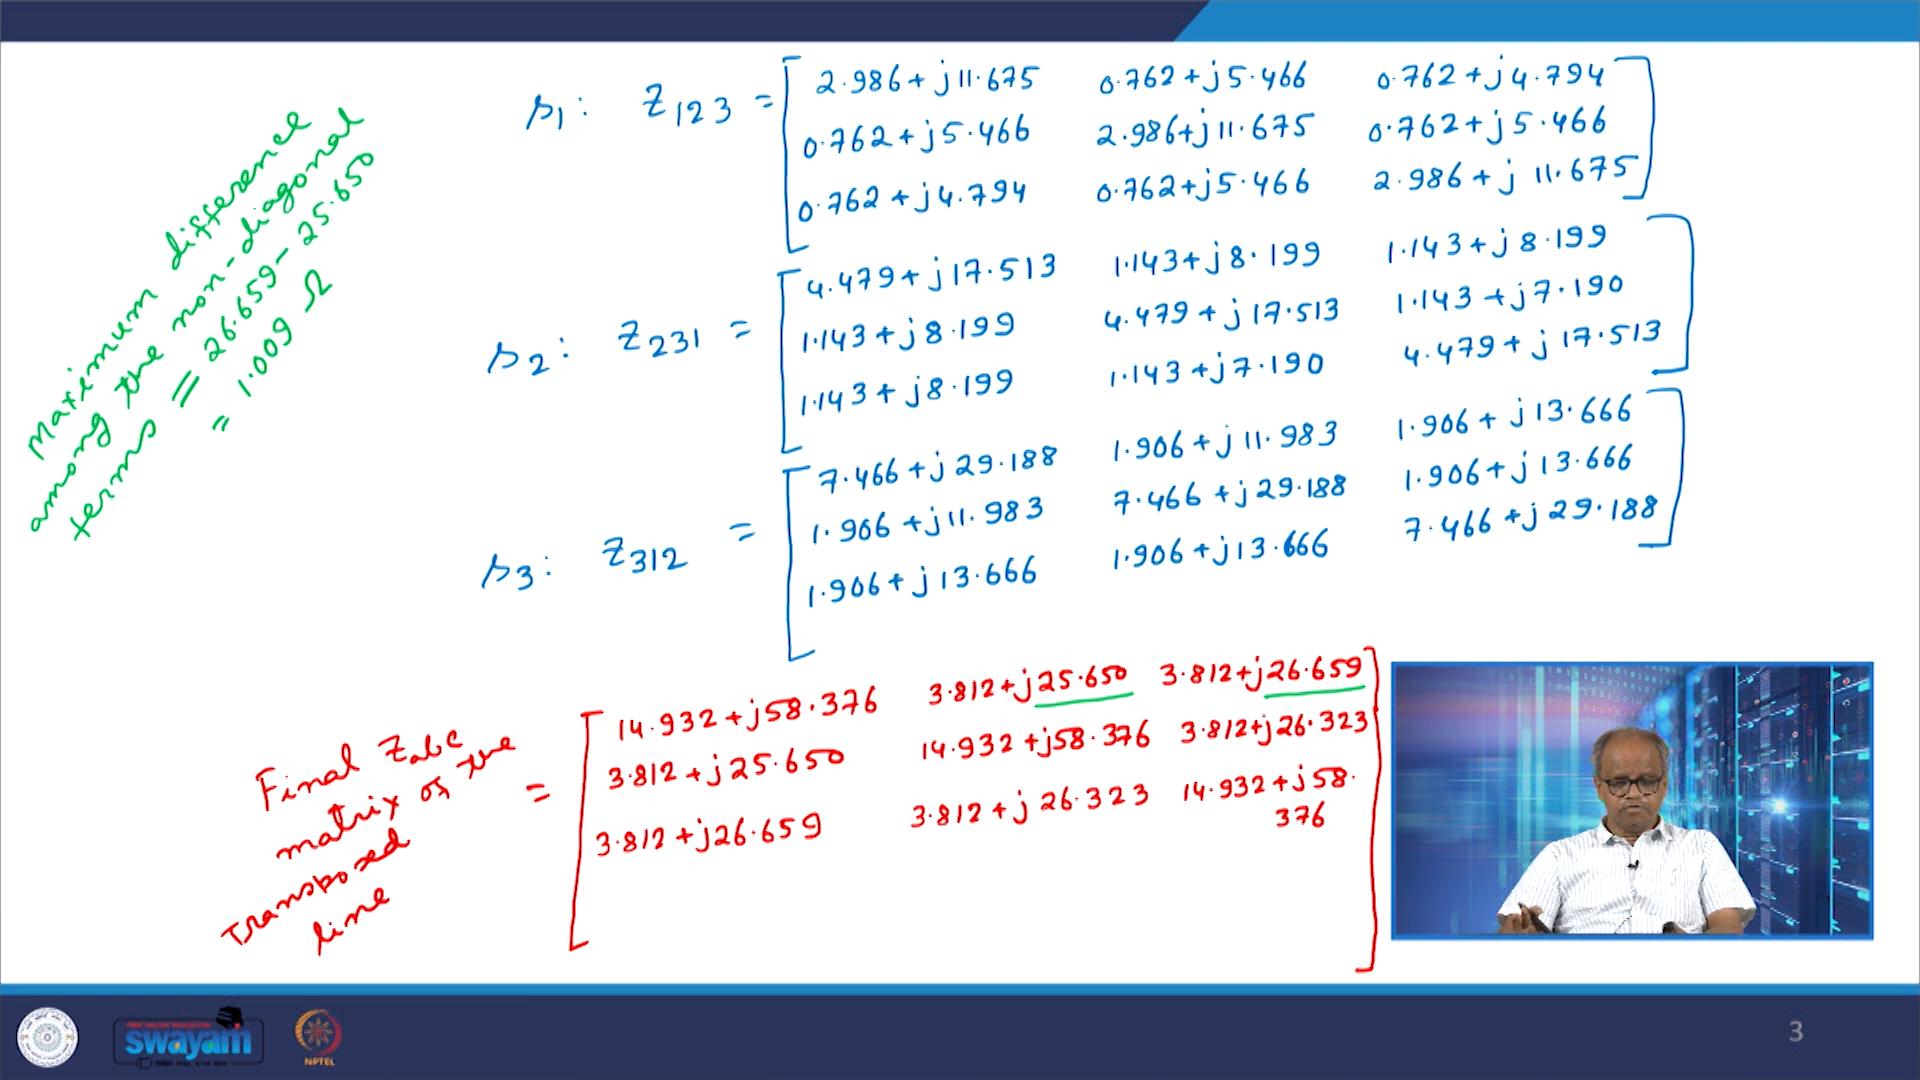 Maximum difference
among the non-diagonal
terms = 26.659-25.650
= 1.009 Ω
s1: Z123 = [ 2.986+j11.675 0.762+j5.466 0.762+j4.794
0.762+j5.466 2.986+j11.675 0.762+j5.466
0.762+j4.794 0.762+j5.466 2.986+j11.675 ]
s2: Z231 = [ 4.479+j17.513 1.143+j8.199 1.143+j8.199
1.143+j8.199 4.479+j17.513 1.143+j7.190
1.143+j8.199 1.143+j7.190 4.479+j17.513 ]
s3: Z312 = [ 7.466+j29.188 1.906+j11.983 1.906+j13.666
1.906+j11.983 7.466+j29.188 1.906+j13.666
1.906+j13.666 1.906+j13.666 7.466+j29.188 ]
Final Zabc
matrix of the
transposed
line
= [ 14.932+j58.376 3.812+j25.650 3.812+j26.659
3.812+j25.650 14.932+j58.376 3.812+j26.323
3.812+j26.659 3.812+j26.323 14.932+j58.
376 ]
swayam
NPTEL
3